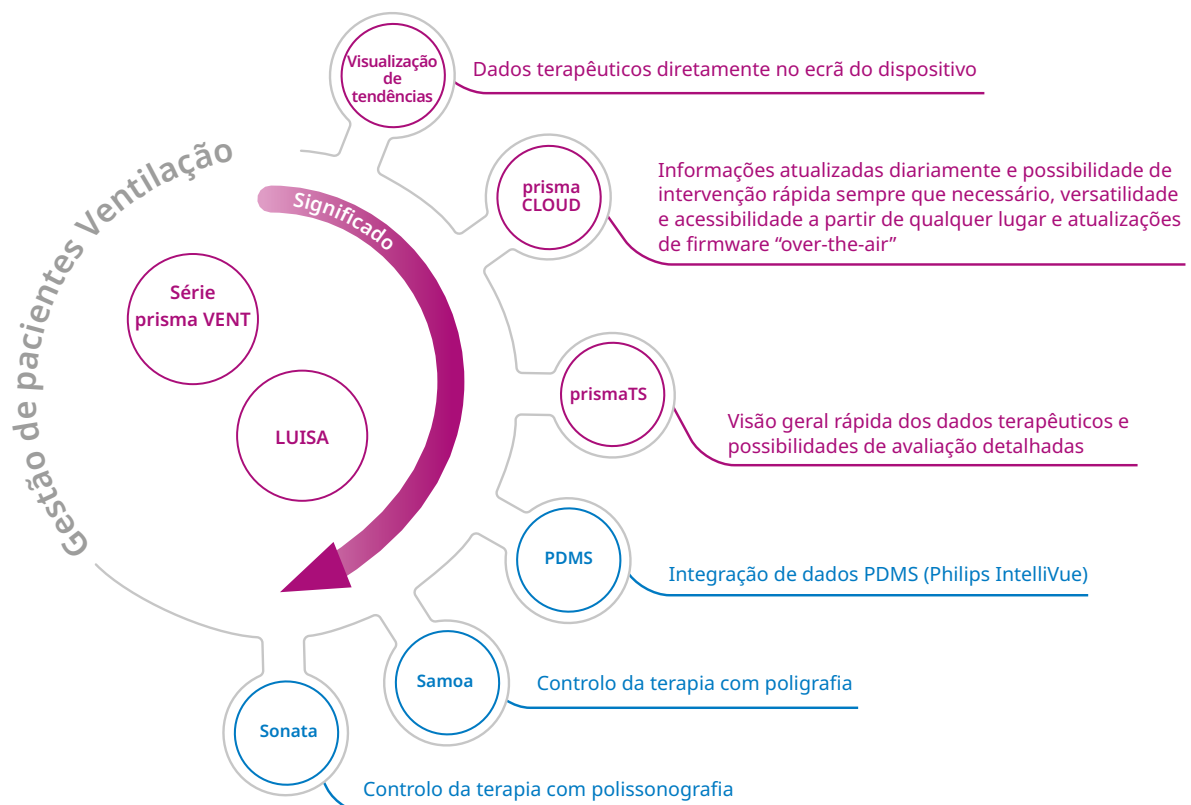 Gestão de pacientes Ventilação
Significado
Série
prisma VENT
LUISA
Visualização
de
tendências
Dados terapêuticos diretamente no ecrã do dispositivo
prisma
CLOUD
Informações atualizadas diariamente e possibilidade de
intervenção rápida sempre que necessário, versatilidade
e acessibilidade a partir de qualquer lugar e atualizações
de firmware “over-the-air”
prismaTS
Visão geral rápida dos dados terapêuticos e
possibilidades de avaliação detalhadas
PDMS
Integração de dados PDMS (Philips IntelliVue)
Samoa
Controlo da terapia com poligrafia
Sonata
Controlo da terapia com polissonografia